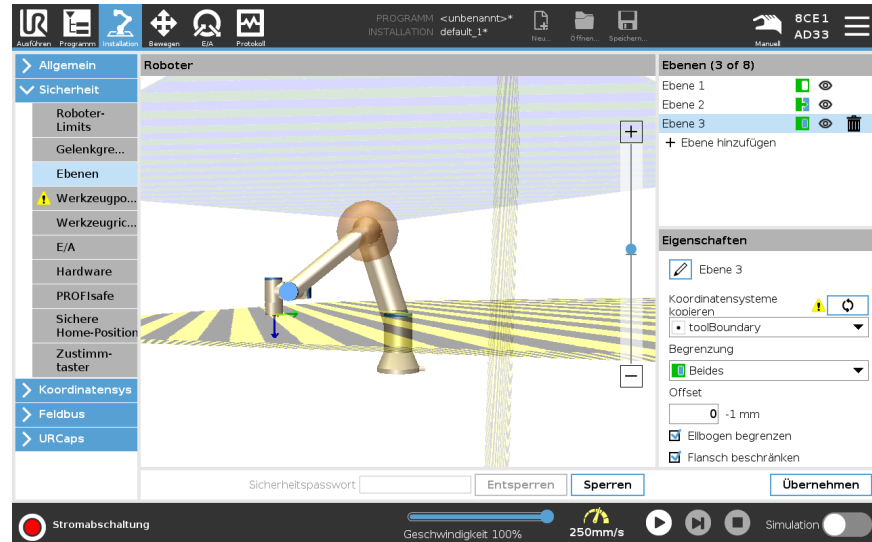 PROGRAMM <unbenannt>*
INSTALLATION default_1*
8CE1
AD33
Ausführen Programm Installation Bewegen E/A Protokoll Neu... Öffnen... Speichern... Manuell
Allgemein
Sicherheit
Roboter-
Limits
Gelenkgre...
Ebenen
Werkzeugpo...
Werkzeugric...
E/A
Hardware
PROFIsafe
Sichere
Home-Position
Zustimm-
taster
Koordinatensys
Feldbus
URCaps
Roboter
Ebenen (3 of 8)
Ebene 1
Ebene 2
Ebene 3
+ Ebene hinzufügen
Eigenschaften
Ebene 3
Koordinatensysteme
kopieren
toolBoundary
Begrenzung
Beides
Offset
0 -1 mm
Ellbogen begrenzen
Flansch beschränken
Sicherheitspasswort Entsperren Sperren Übernehmen
Stromabschaltung
Geschwindigkeit 100%
250mm/s
Simulation